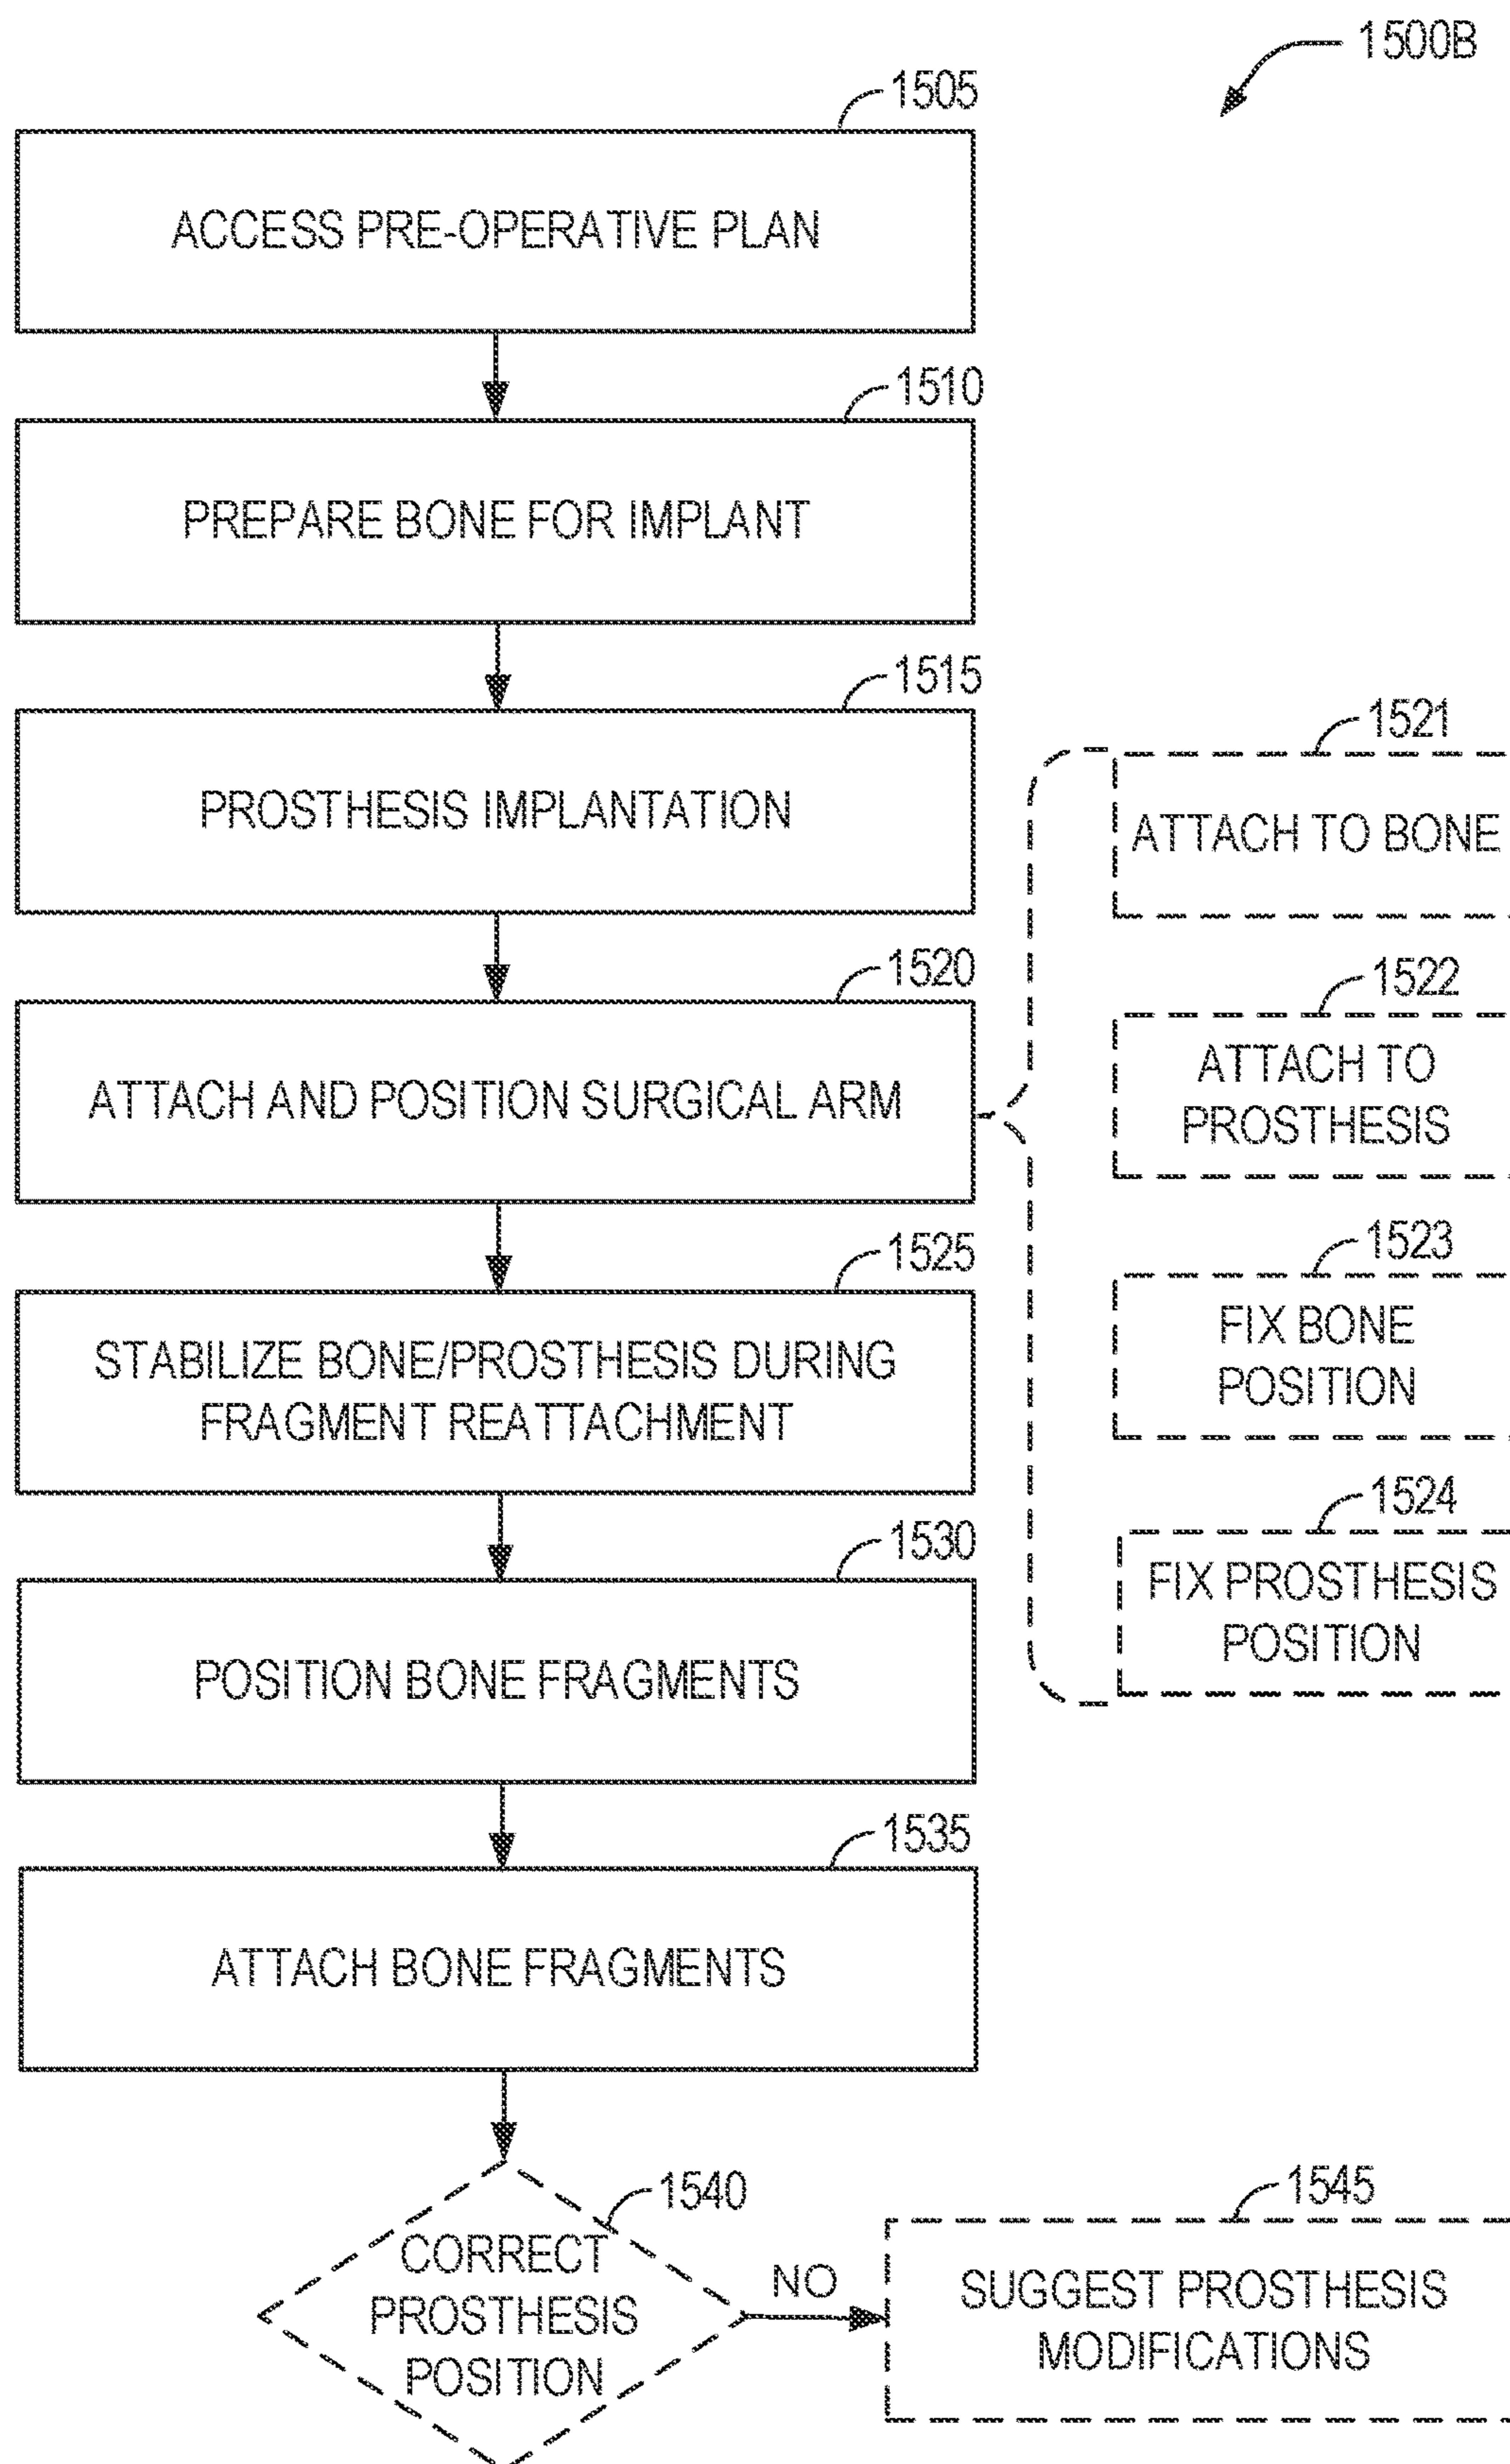 1500B
1505
ACCESS PRE-OPERATIVE PLAN
1510
PREPARE BONE FOR IMPLANT
1515
PROSTHESIS IMPLANTATION
1520
ATTACH AND POSITION SURGICAL ARM
1521
ATTACH TO BONE
1522
ATTACH TO
PROSTHESIS
1523
FIX BONE
POSITION
1524
FIX PROSTHESIS
POSITION
1525
STABILIZE BONE/PROSTHESIS DURING
FRAGMENT REATTACHMENT
1530
POSITION BONE FRAGMENTS
1535
ATTACH BONE FRAGMENTS
1540
CORRECT
PROSTHESIS
POSITION
NO
1545
SUGGEST PROSTHESIS
MODIFICATIONS